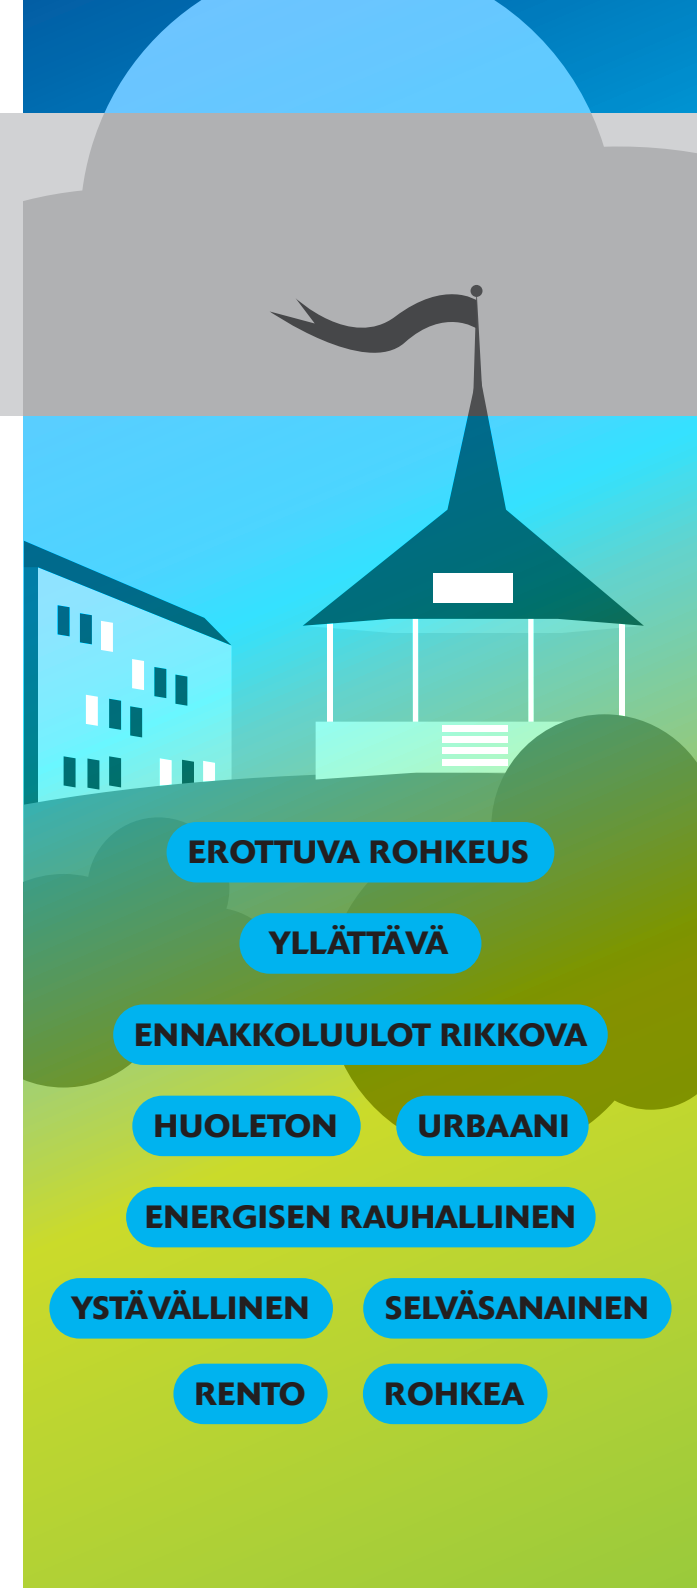 EROTTUVA ROHKEUS
YLLÄTTÄVÄ
ENNAKKOLUULOT RIKKOVA
HUOLETON URBAANI
ENERGISEN RAUHALLINEN
YSTÄVÄLLINEN SELVÄSANAINEN
RENTO ROHKEA